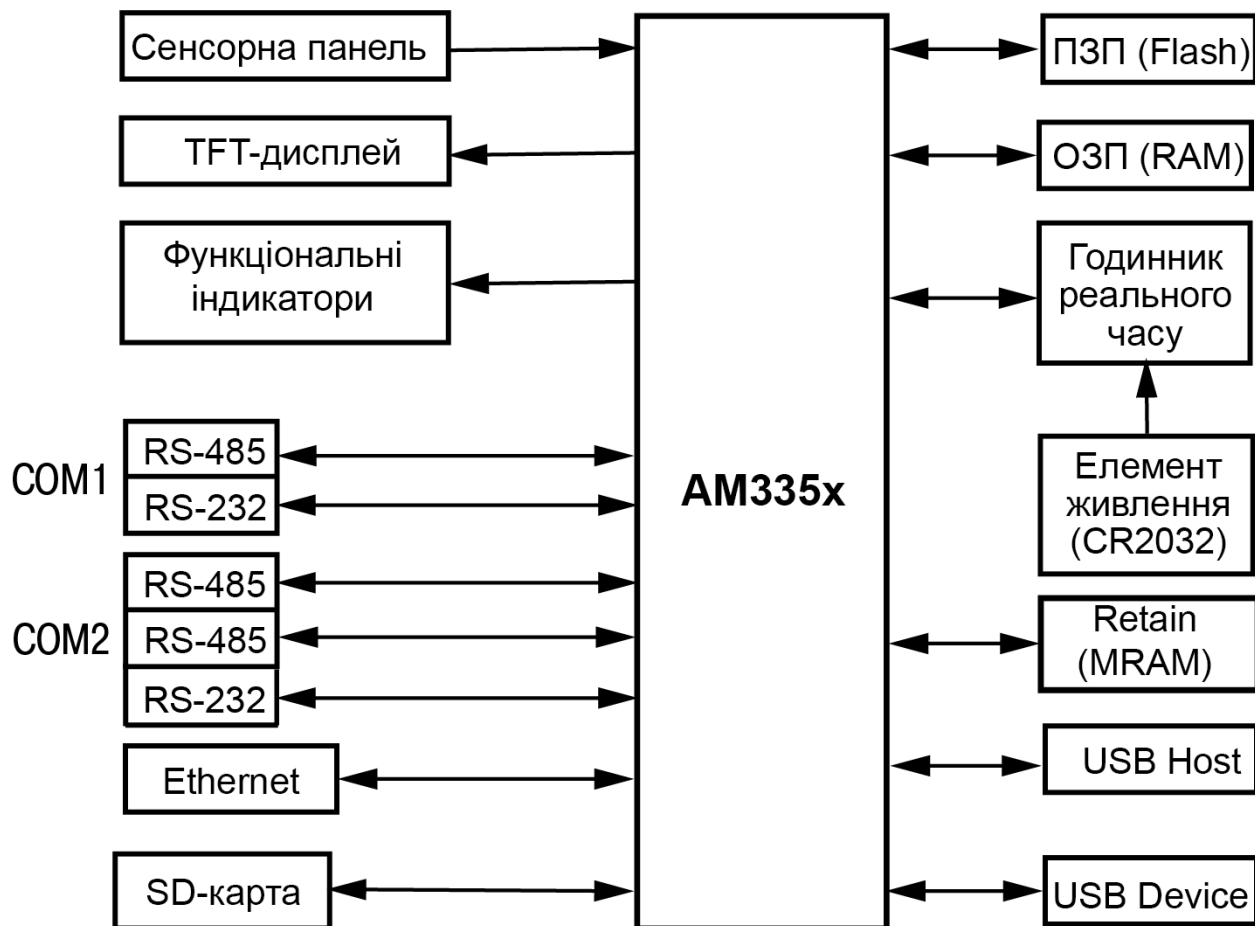 Сенсорна панель
TFT-дисплей
Функціональні
індикатори
COM1
RS-485
RS-232
COM2
RS-485
RS-485
RS-232
Ethernet
SD-карта
AM335x
ПЗП (Flash)
ОЗП (RAM)
Годинник
реального
часу
Елемент
живлення
(CR2032)
Retain
(MRAM)
USB Host
USB Device